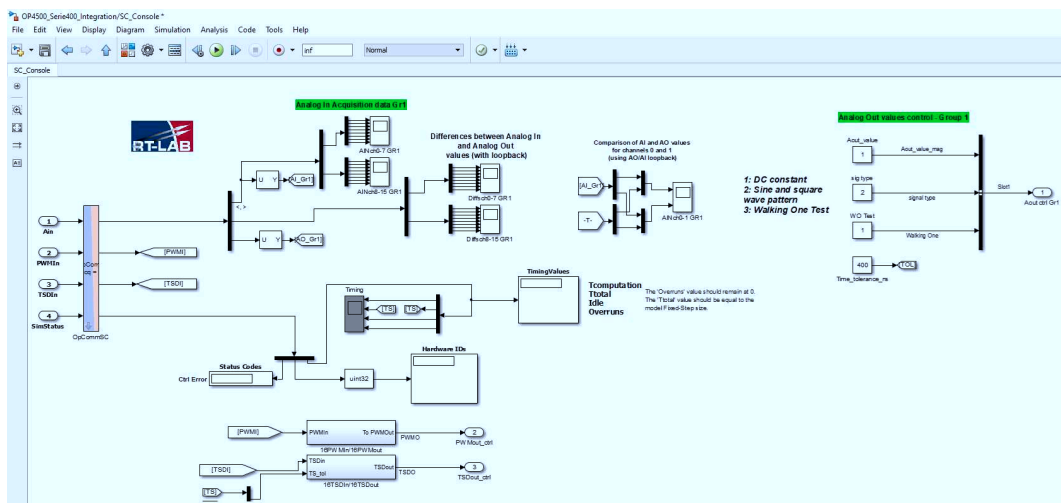 OP4500_Serie400_Integration/SC_Console *
File Edit View Display Diagram Simulation Analysis Code Tools Help
inf
Normal
SC_Console
Analog In Acquisition data Gr1
Analog Out values control - Group 1
RT-LAB
AINch0-7 GR1
AINch8-15 GR1
Differences between Analog In
and Analog Out
values (with loopback)
Diffsch0-7 GR1
Diffsch8-15 GR1
Comparison of AI and AO values
for channels 0 and 1
(using AO/AI loopback)
[AI_Gr1]
-T-
AINch0-1 GR1
1: DC constant
2: Sine and square
wave pattern
3: Walking One Test
Aout_value
1
Aout_value_mag
sig type
2
signal type
WO Test
1
Walking One
400
Time_tolerance_ns
[TOL]
Slot1
1
Aout ctrl Gr1
U Y
[AI_Gr1]
<, >
U Y
[AO_Gr1]
1
Ain
2
PWMIn
3
TSDIn
4
SimStatus
OpCommSC
[PWMI]
[TSDI]
Timing
[TS]
[TS]
TimingValues
Tcomputation
Ttotal
Idle
Overruns
The 'Overruns' value should remain at 0.
The 'Ttotal' value should be equal to the
model Fixed-Step size.
Status Codes
Ctrl Error
uint32
Hardware IDs
[PWMI]
PWMIn
To PWMOut
PWMO
16PW MIn/16PWMout
2
PW Mout_ctrl
[TSDI]
TSDin
TS_tol
TSDout
TSDO
16TSDIn/16TSDout
3
TSDout_ctrl
[TS]